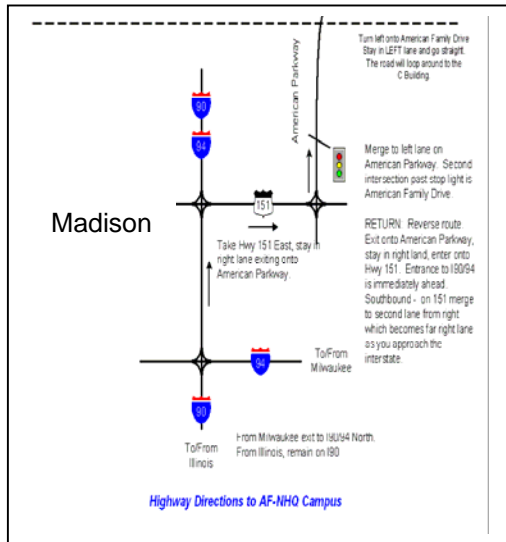 Turn left onto American Family Drive
Stay in LEFT lane and go straight.
The road will loop around to the
C Building.
American Parkway
90
94
Merge to left lane on
American Parkway. Second
intersection past stop light is
American Family Drive.
151
Madison
Take Hwy 151 East, stay in
right lane exiting onto
American Parkway.
RETURN: Reverse route.
Exit onto American Parkway,
stay in right land, enter onto
Hwy 151. Entrance to I90/94
is immediately ahead.
Southbound - on 151 merge
to second lane from right
which becomes far right lane
as you approach the
interstate.
94
To/From
Milwaukee
90
To/From
Illinois
From Milwaukee exit to I90/94 North.
From Illinois, remain on I90
Highway Directions to AF-NHQ Campus